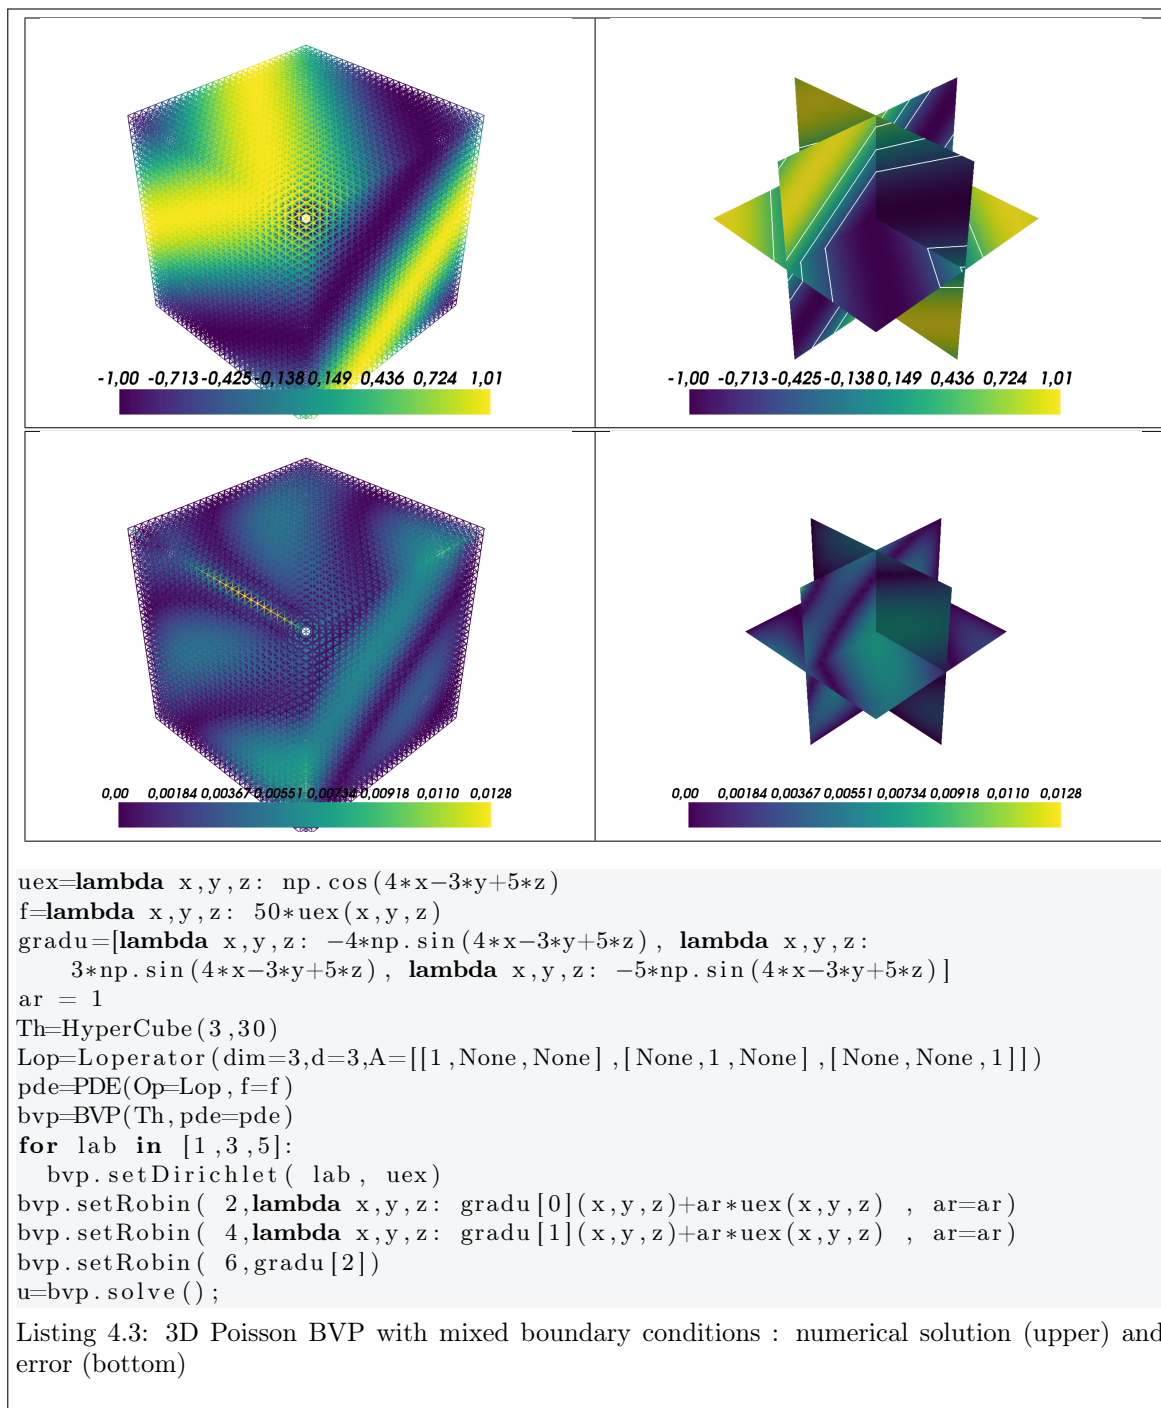 -1,00 -0,713 -0,425 -0,138 0,149 0,436 0,724 1,01
-1,00 -0,713 -0,425 -0,138 0,149 0,436 0,724 1,01
0,00 0,00184 0,00367 0,00551 0,00734 0,00918 0,0110 0,0128
0,00 0,00184 0,00367 0,00551 0,00734 0,00918 0,0110 0,0128
uex=lambda x,y,z: np.cos(4*x−3*y+5*z)
f=lambda x,y,z: 50*uex(x,y,z)
gradu=[lambda x,y,z: −4*np.sin(4*x−3*y+5*z), lambda x,y,z:
3*np.sin(4*x−3*y+5*z), lambda x,y,z: −5*np.sin(4*x−3*y+5*z)]
ar = 1
Th=HyperCube(3,30)
Lop=Loperator(dim=3,d=3,A=[[1,None,None],[None,1,None],[None,None,1]])
pde=PDE(Op=Lop,f=f)
bvp=BVP(Th,pde=pde)
for lab in [1,3,5]:
bvp.setDirichlet( lab, uex)
bvp.setRobin( 2,lambda x,y,z: gradu[0](x,y,z)+ar*uex(x,y,z) , ar=ar)
bvp.setRobin( 4,lambda x,y,z: gradu[1](x,y,z)+ar*uex(x,y,z) , ar=ar)
bvp.setRobin( 6,gradu[2])
u=bvp.solve();
Listing 4.3: 3D Poisson BVP with mixed boundary conditions : numerical solution (upper) and
error (bottom)